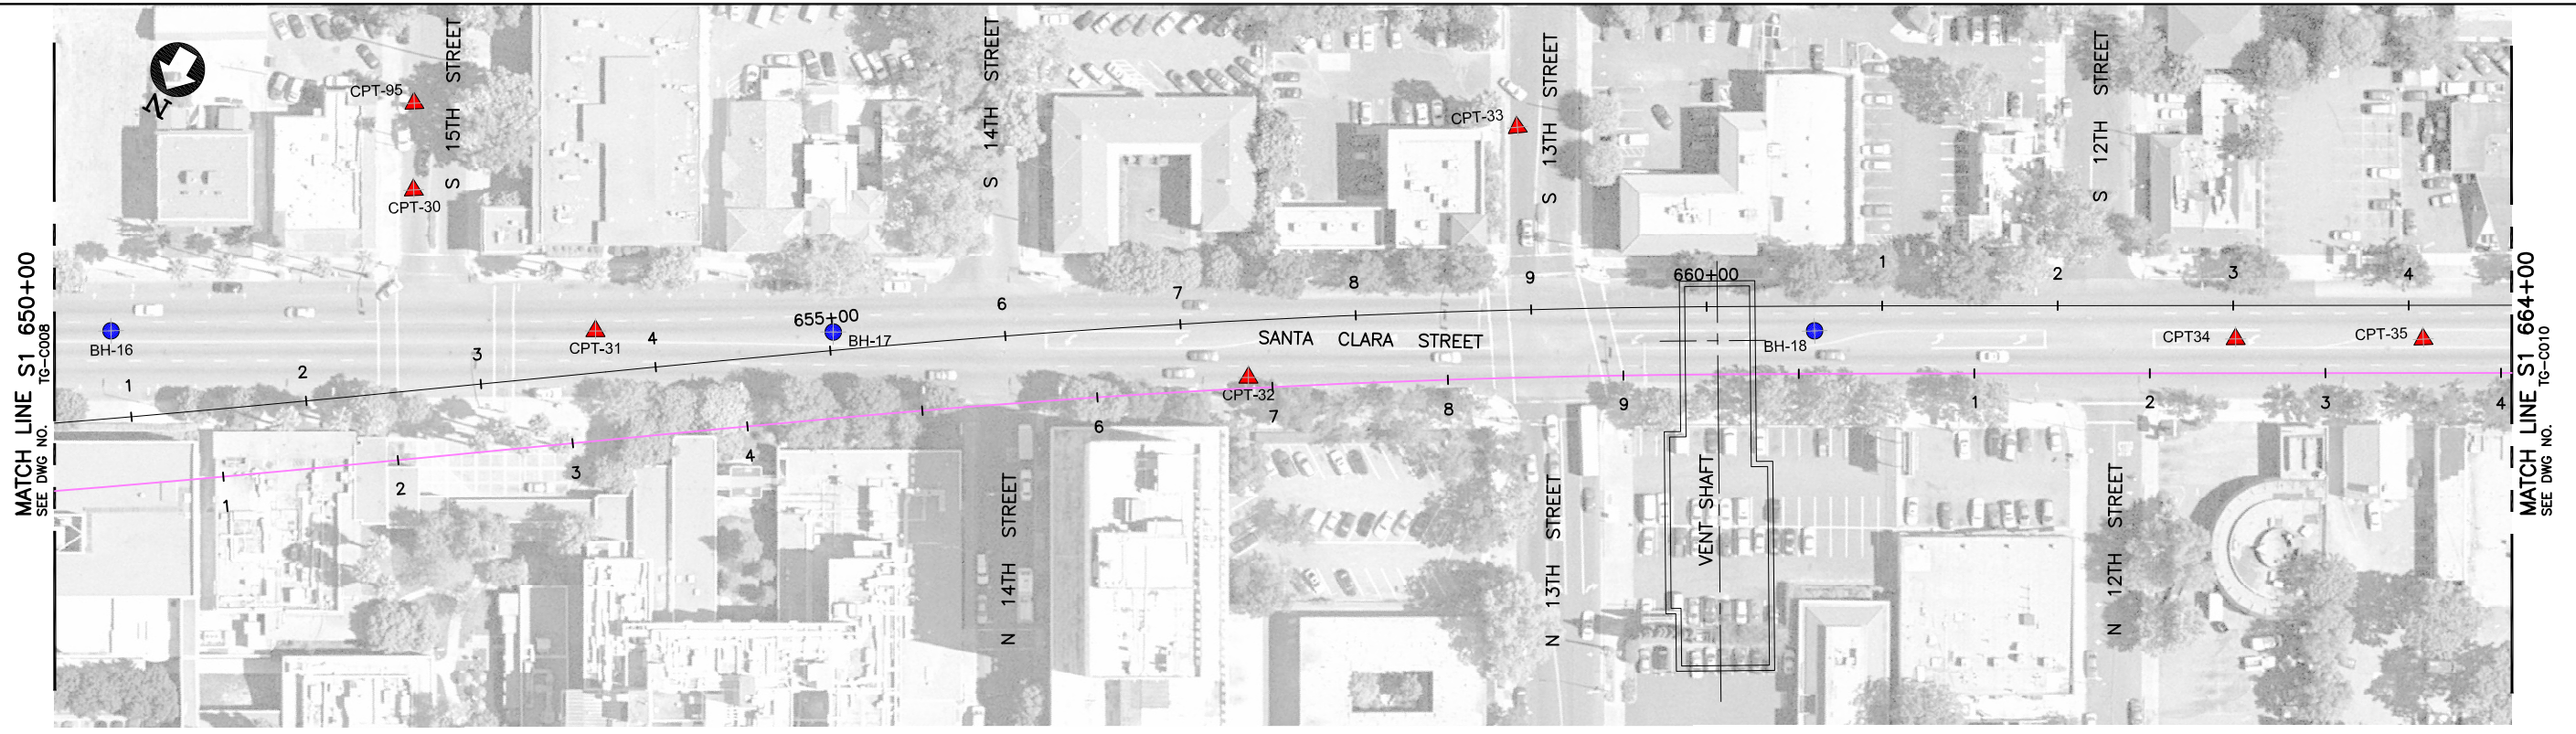 MATCH LINE S1 650+00
SEE DWG NO. TG-C008
N
CPT-95
CPT-30
S 15TH STREET
S 14TH STREET
CPT-33
S 13TH STREET
S 12TH STREET
BH-16
CPT-31
BH-17
SANTA CLARA STREET
CPT-32
BH-18
CPT34
CPT-35
1
2
3
4
655+00
6
7
8
9
660+00
1
2
3
4
1
2
3
4
6
7
8
9
1
2
3
4
N 14TH STREET
N 13TH STREET
VENT SHAFT
N 12TH STREET
MATCH LINE S1 664+00
SEE DWG NO. TG-C010